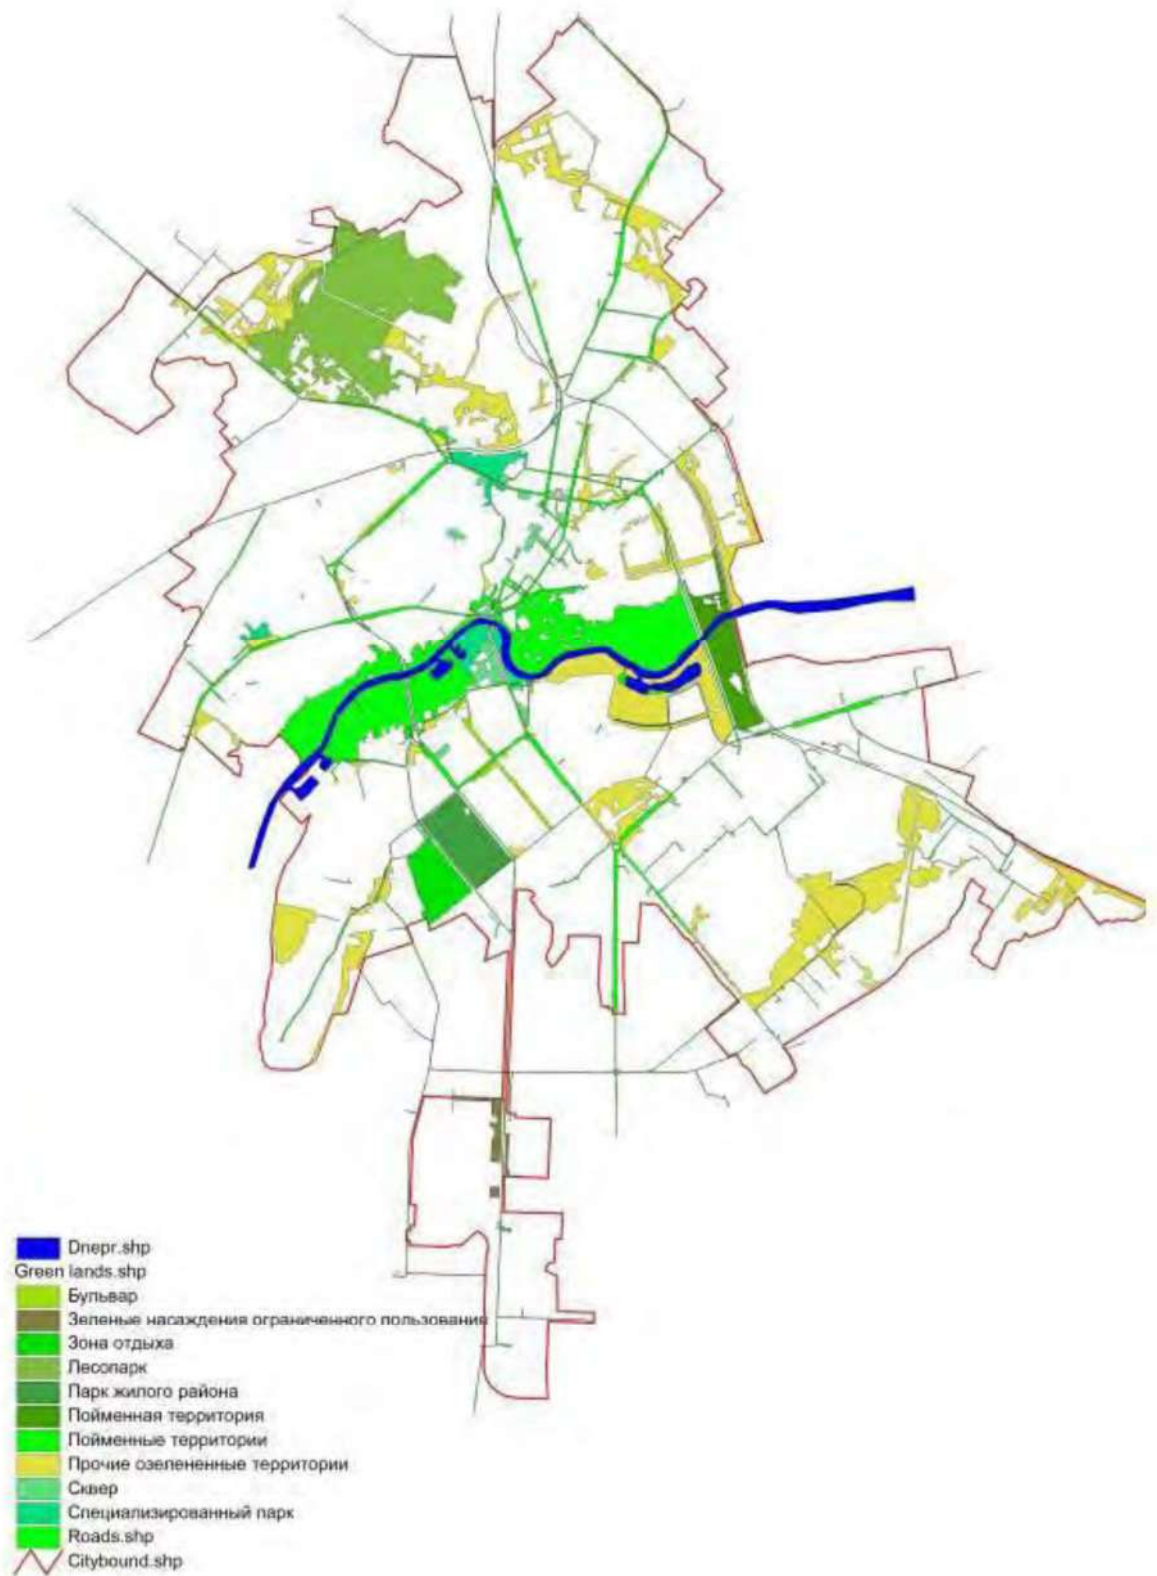 Dnepr.shp
Green lands.shp
Бульвар
Зеленые насаждения ограниченного пользования
Зона отдыха
Лесопарк
Парк жилого района
Пойменная территория
Пойменные территории
Прочие озелененные территории
Сквер
Специализированный парк
Roads.shp
Citybound.shp